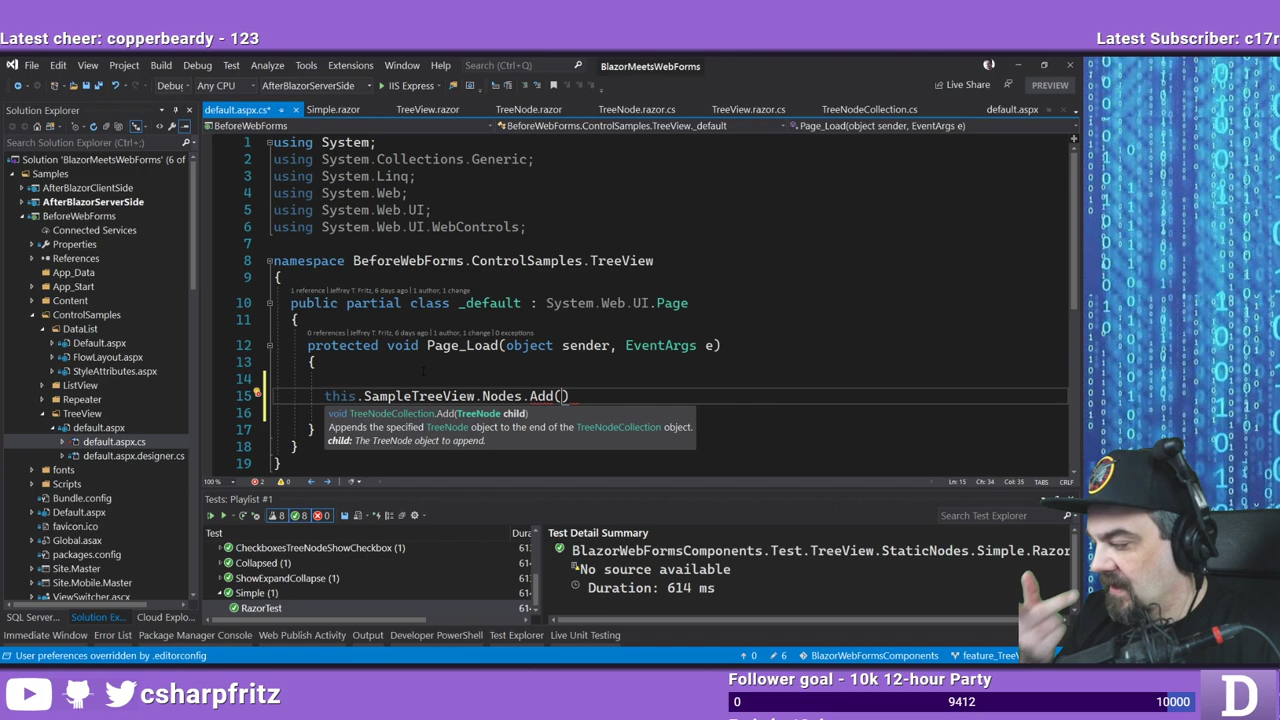 Latest cheer: copperbeardy - 123
Latest Subscriber: c17r
File Edit View Project Build Debug Test Analyze Tools Extensions Window Help Search (Ctrl+Q) BlazorMeetsWebForms
Debug Any CPU AfterBlazorServerSide IIS Express Live Share PREVIEW
Solution Explorer
default.aspx.cs* Simple.razor TreeView.razor TreeNode.razor TreeNode.razor.cs TreeView.razor.cs TreeNodeCollection.cs default.aspx
BeforeWebForms BeforeWebForms.ControlSamples.TreeView._default Page_Load(object sender, EventArgs e)
Search Solution Explorer (Ctrl+;)
Solution 'BlazorMeetsWebForms' (6 of
Samples
AfterBlazorClientSide
AfterBlazorServerSide
BeforeWebForms
Connected Services
Properties
References
App_Data
App_Start
Content
ControlSamples
DataList
Default.aspx
FlowLayout.aspx
StyleAttributes.aspx
ListView
Repeater
TreeView
default.aspx
default.aspx.cs
default.aspx.designer.cs
fonts
Scripts
Bundle.config
Default.aspx
favicon.ico
Global.asax
packages.config
Site.Master
Site.Mobile.Master
ViewSwitcher.ascx
1 using System;
2 using System.Collections.Generic;
3 using System.Linq;
4 using System.Web;
5 using System.Web.UI;
6 using System.Web.UI.WebControls;
7
8 namespace BeforeWebForms.ControlSamples.TreeView
9 {
1 reference | Jeffrey T. Fritz, 6 days ago | 1 author, 1 change
10 public partial class _default : System.Web.UI.Page
11 {
0 references | Jeffrey T. Fritz, 6 days ago | 1 author, 1 change | 0 exceptions
12 protected void Page_Load(object sender, EventArgs e)
13 {
14
15 this.SampleTreeView.Nodes.Add()
16
void TreeNodeCollection.Add(TreeNode child)
Appends the specified TreeNode object to the end of the TreeNodeCollection object.
child: The TreeNode object to append.
17 }
18 }
19 }
100% 2 0 Ln: 15 Ch: 34 Col: 35 TABS CRLF
Tests: Playlist #1
8 8 0 Search Test Explorer
Test Dura
CheckboxesTreeNodeShowCheckbox (1) 613
Collapsed (1) 613
ShowExpandCollapse (1) 613
Simple (1) 614
RazorTest 614
Test Detail Summary
BlazorWebFormsComponents.Test.TreeView.StaticNodes.Simple.Razor
No source available
Duration: 614 ms
SQL Server... Solution Ex... Cloud Explo...
Immediate Window Error List Package Manager Console Web Publish Activity Output Developer PowerShell Test Explorer Live Unit Testing
User preferences overridden by .editorconfig 0 6 BlazorWebFormsComponents feature_TreeV
csharpfritz
Follower goal - 10k 12-hour Party
0 9412 10000
D